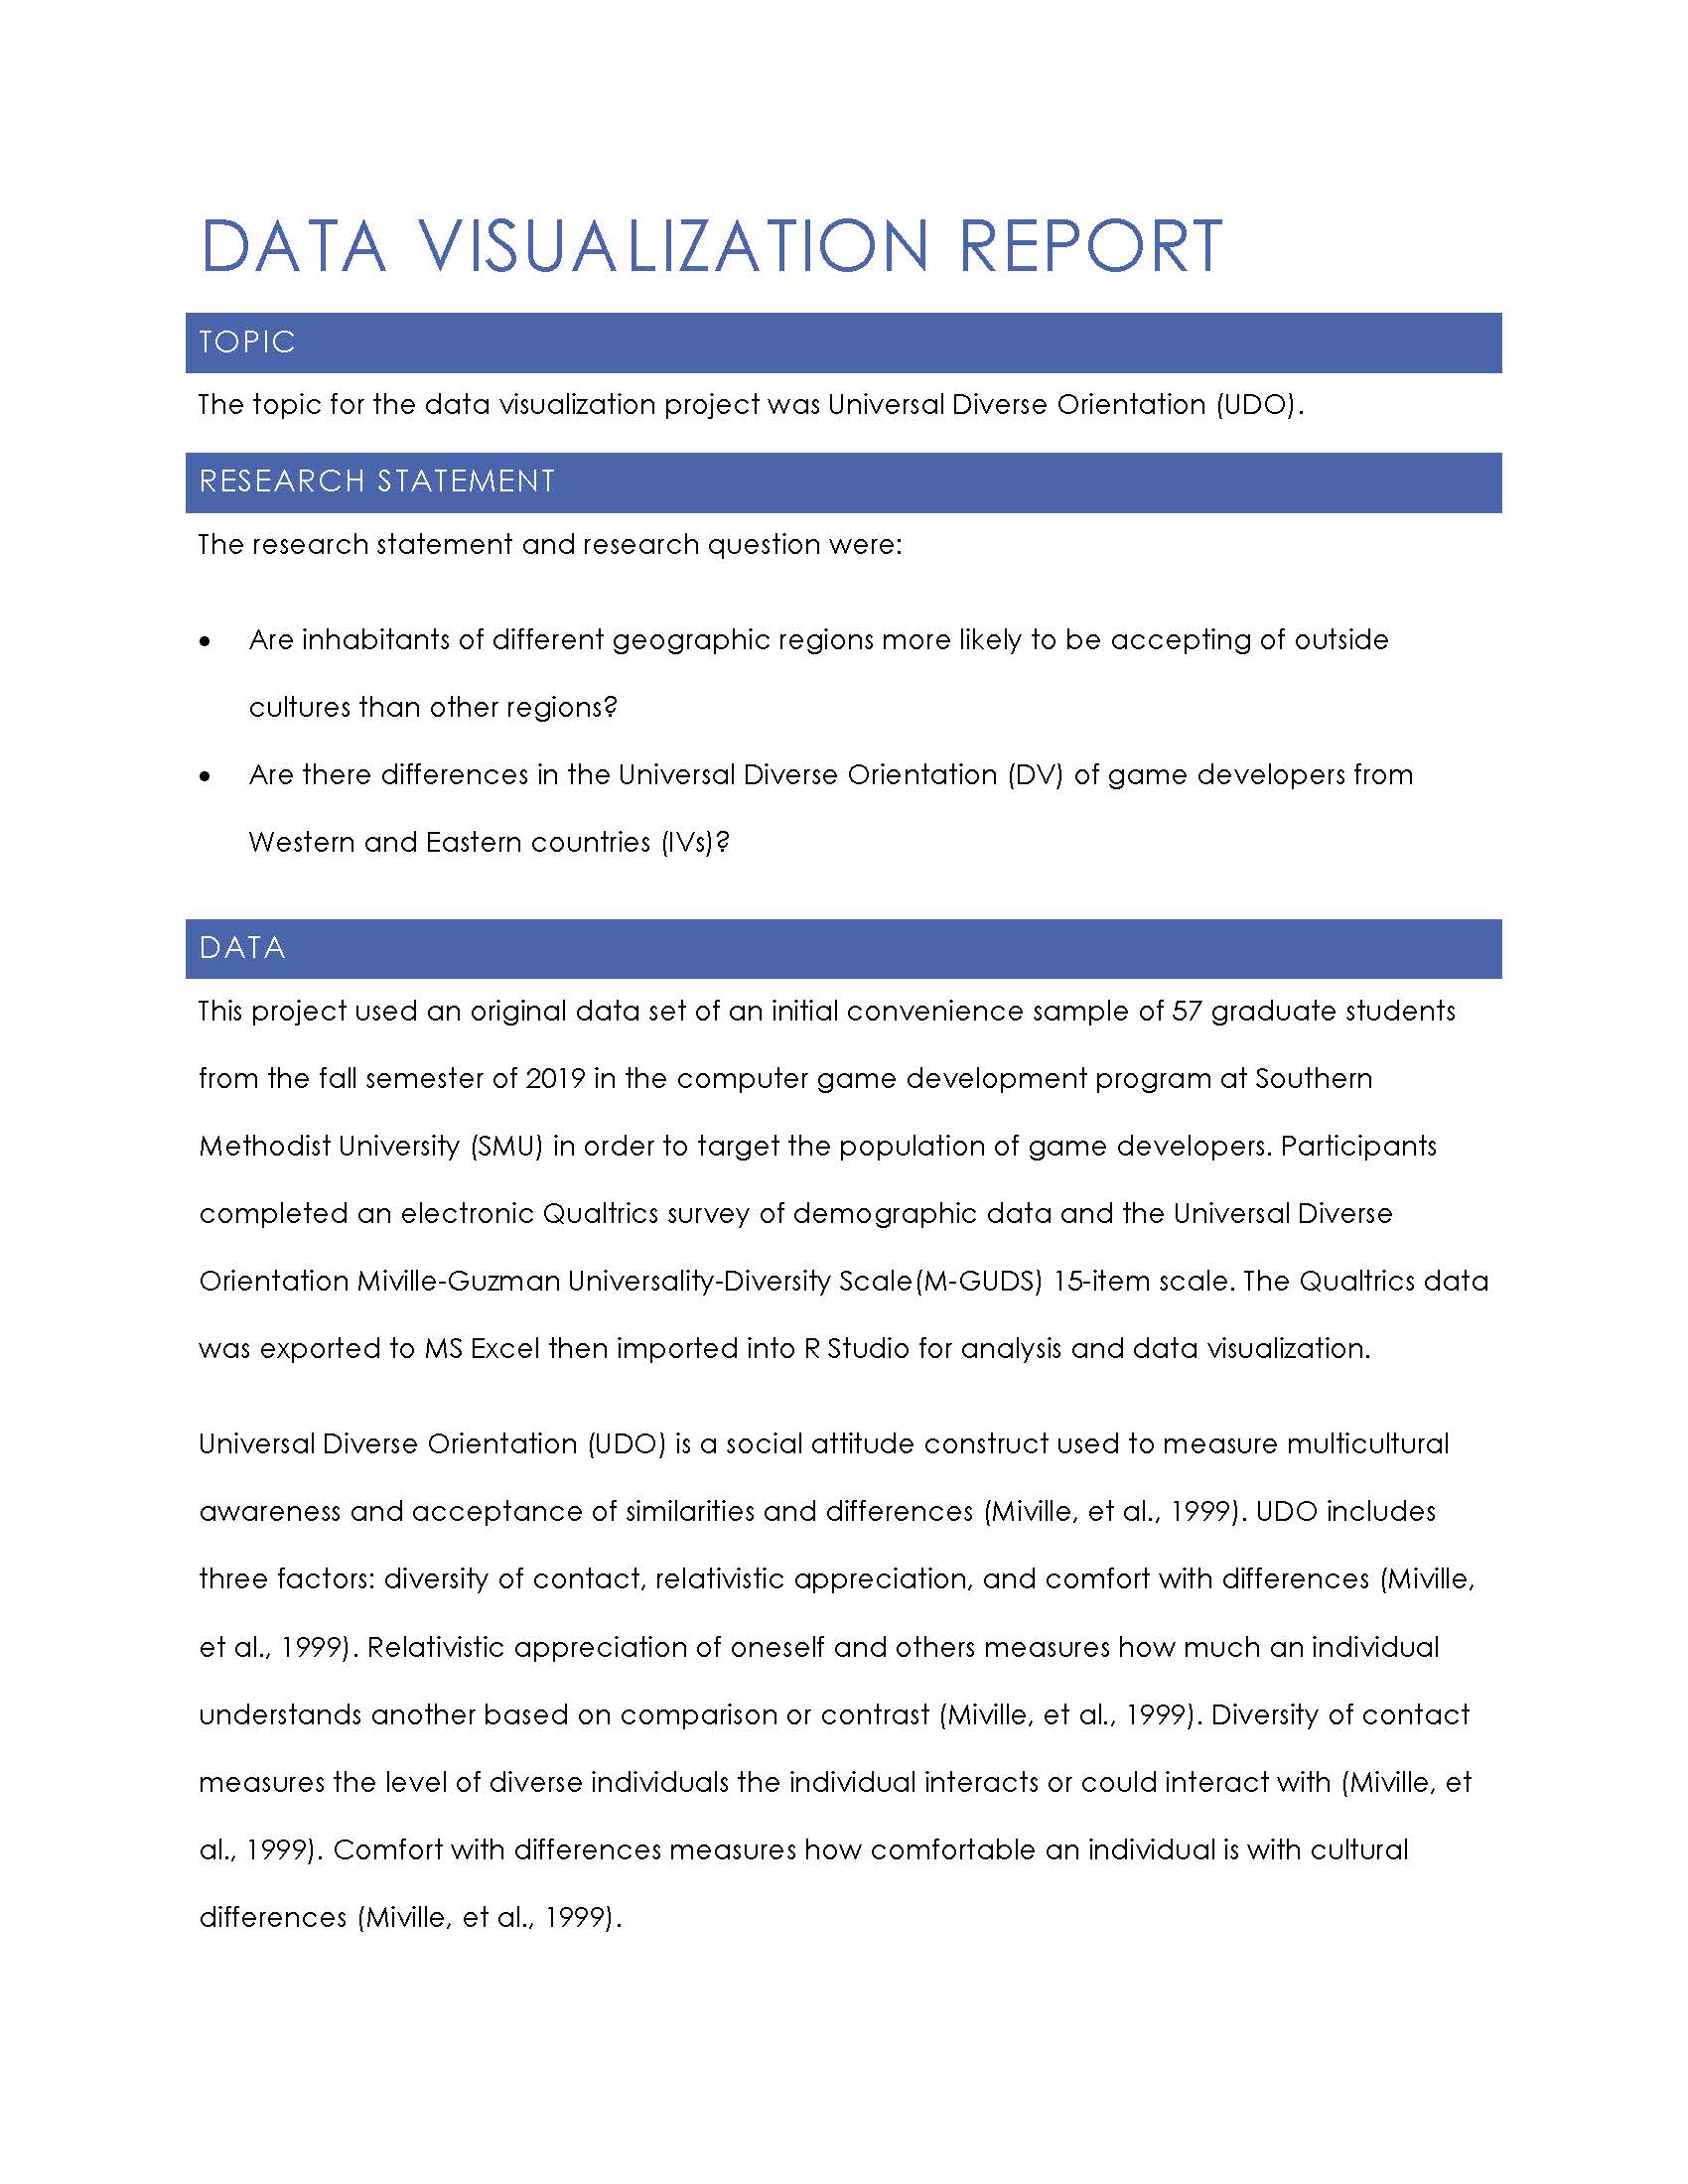 DATA VISUALIZATION REPORT
TOPIC
The topic for the data visualization project was Universal Diverse Orientation (UDO).
RESEARCH STATEMENT
The research statement and research question were:
• Are inhabitants of different geographic regions more likely to be accepting of outside
cultures than other regions?
• Are there differences in the Universal Diverse Orientation (DV) of game developers from
Western and Eastern countries (IVs)?
DATA
This project used an original data set of an initial convenience sample of 57 graduate students
from the fall semester of 2019 in the computer game development program at Southern
Methodist University (SMU) in order to target the population of game developers. Participants
completed an electronic Qualtrics survey of demographic data and the Universal Diverse
Orientation Miville-Guzman Universality-Diversity Scale(M-GUDS) 15-item scale. The Qualtrics data
was exported to MS Excel then imported into R Studio for analysis and data visualization.
Universal Diverse Orientation (UDO) is a social attitude construct used to measure multicultural
awareness and acceptance of similarities and differences (Miville, et al., 1999). UDO includes
three factors: diversity of contact, relativistic appreciation, and comfort with differences (Miville,
et al., 1999). Relativistic appreciation of oneself and others measures how much an individual
understands another based on comparison or contrast (Miville, et al., 1999). Diversity of contact
measures the level of diverse individuals the individual interacts or could interact with (Miville, et
al., 1999). Comfort with differences measures how comfortable an individual is with cultural
differences (Miville, et al., 1999).